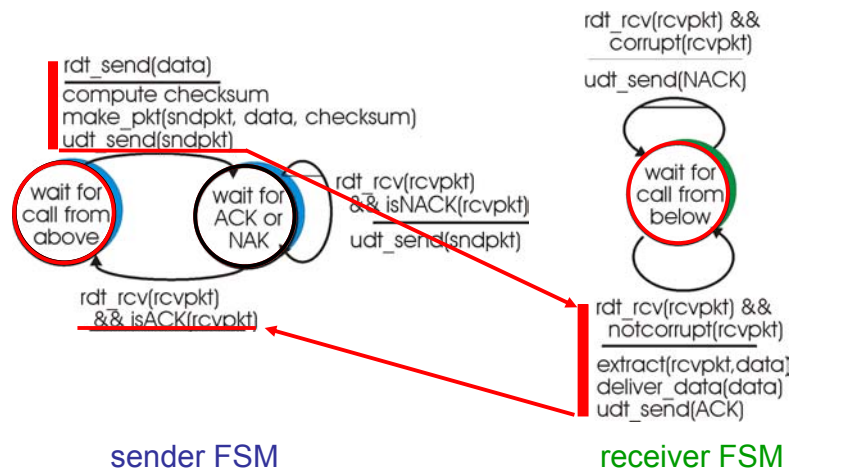 rdt_send(data)
compute checksum
make_pkt(sndpkt, data, checksum)
udt_send(sndpkt)
wait for
call from
above
wait for
ACK or
NAK
rdt_rcv(rcvpkt)
&& isNACK(rcvpkt)
udt_send(sndpkt)
rdt_rcv(rcvpkt)
&& isACK(rcvpkt)
sender FSM
rdt_rcv(rcvpkt) &&
corrupt(rcvpkt)
udt_send(NACK)
wait for
call from
below
rdt_rcv(rcvpkt) &&
notcorrupt(rcvpkt)
extract(rcvpkt,data)
deliver_data(data)
udt_send(ACK)
receiver FSM